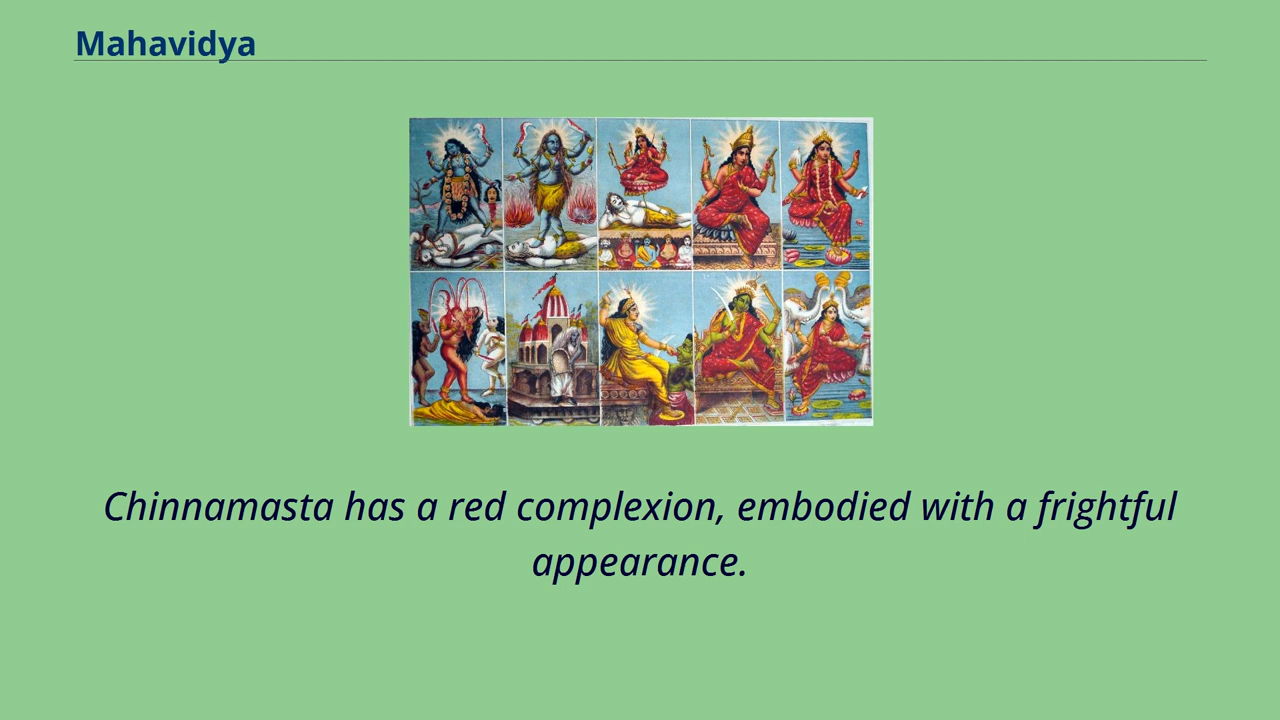 Mahavidya
Chinnamasta has a red complexion, embodied with a frightful
appearance.